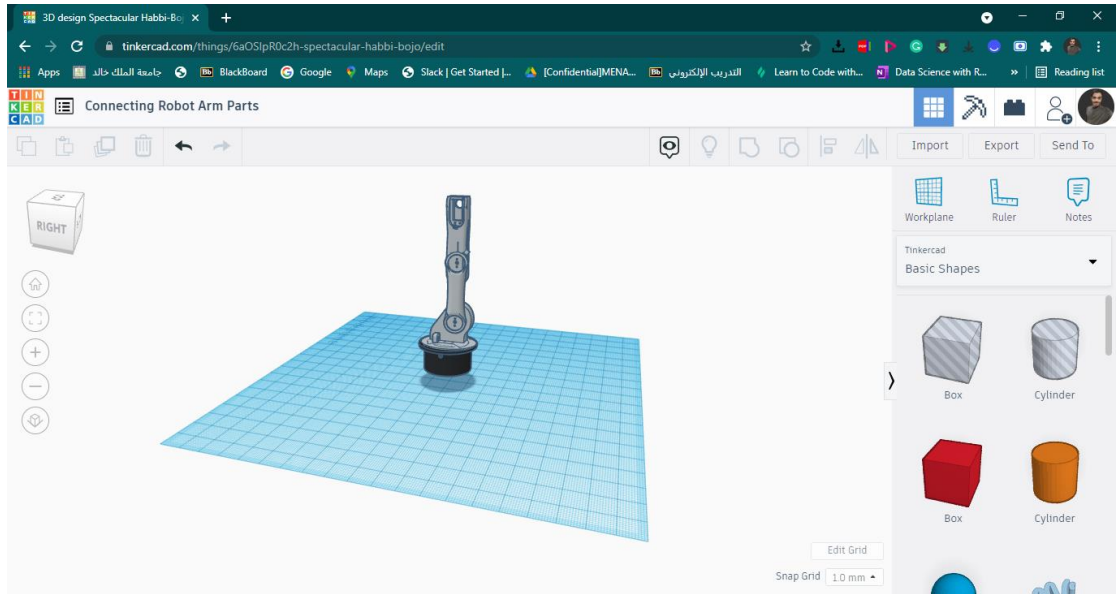 3D design Spectacular Habbi-Bo
tinkercad.com/things/6aOSlpR0c2h-spectacular-habbi-bojo/edit
Apps جامعة الملك خالد BlackBoard Google Maps Slack | Get Started |... [Confidential]MENA... التدريب الإلكتروني Learn to Code with... Data Science with R... » Reading list
TINKERCAD
Connecting Robot Arm Parts
Import Export Send To
RIGHT
Workplane Ruler Notes
Tinkercad
Basic Shapes
Box Cylinder
Box Cylinder
Edit Grid
Snap Grid 1.0 mm